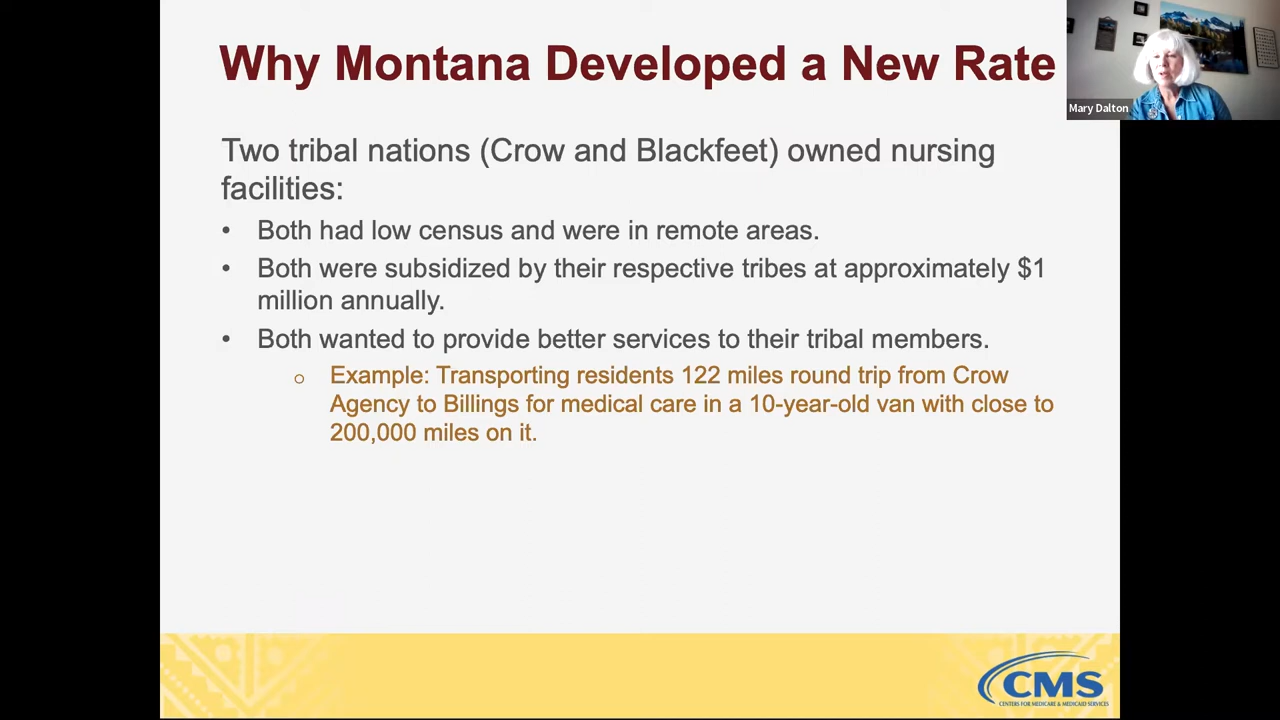 Why Montana Developed a New Rate
Mary Dalton
Two tribal nations (Crow and Blackfeet) owned nursing
facilities:
• Both had low census and were in remote areas.
• Both were subsidized by their respective tribes at approximately $1
million annually.
• Both wanted to provide better services to their tribal members.
o Example: Transporting residents 122 miles round trip from Crow
Agency to Billings for medical care in a 10-year-old van with close to
200,000 miles on it.
CMS
CENTERS FOR MEDICARE & MEDICAID SERVICES